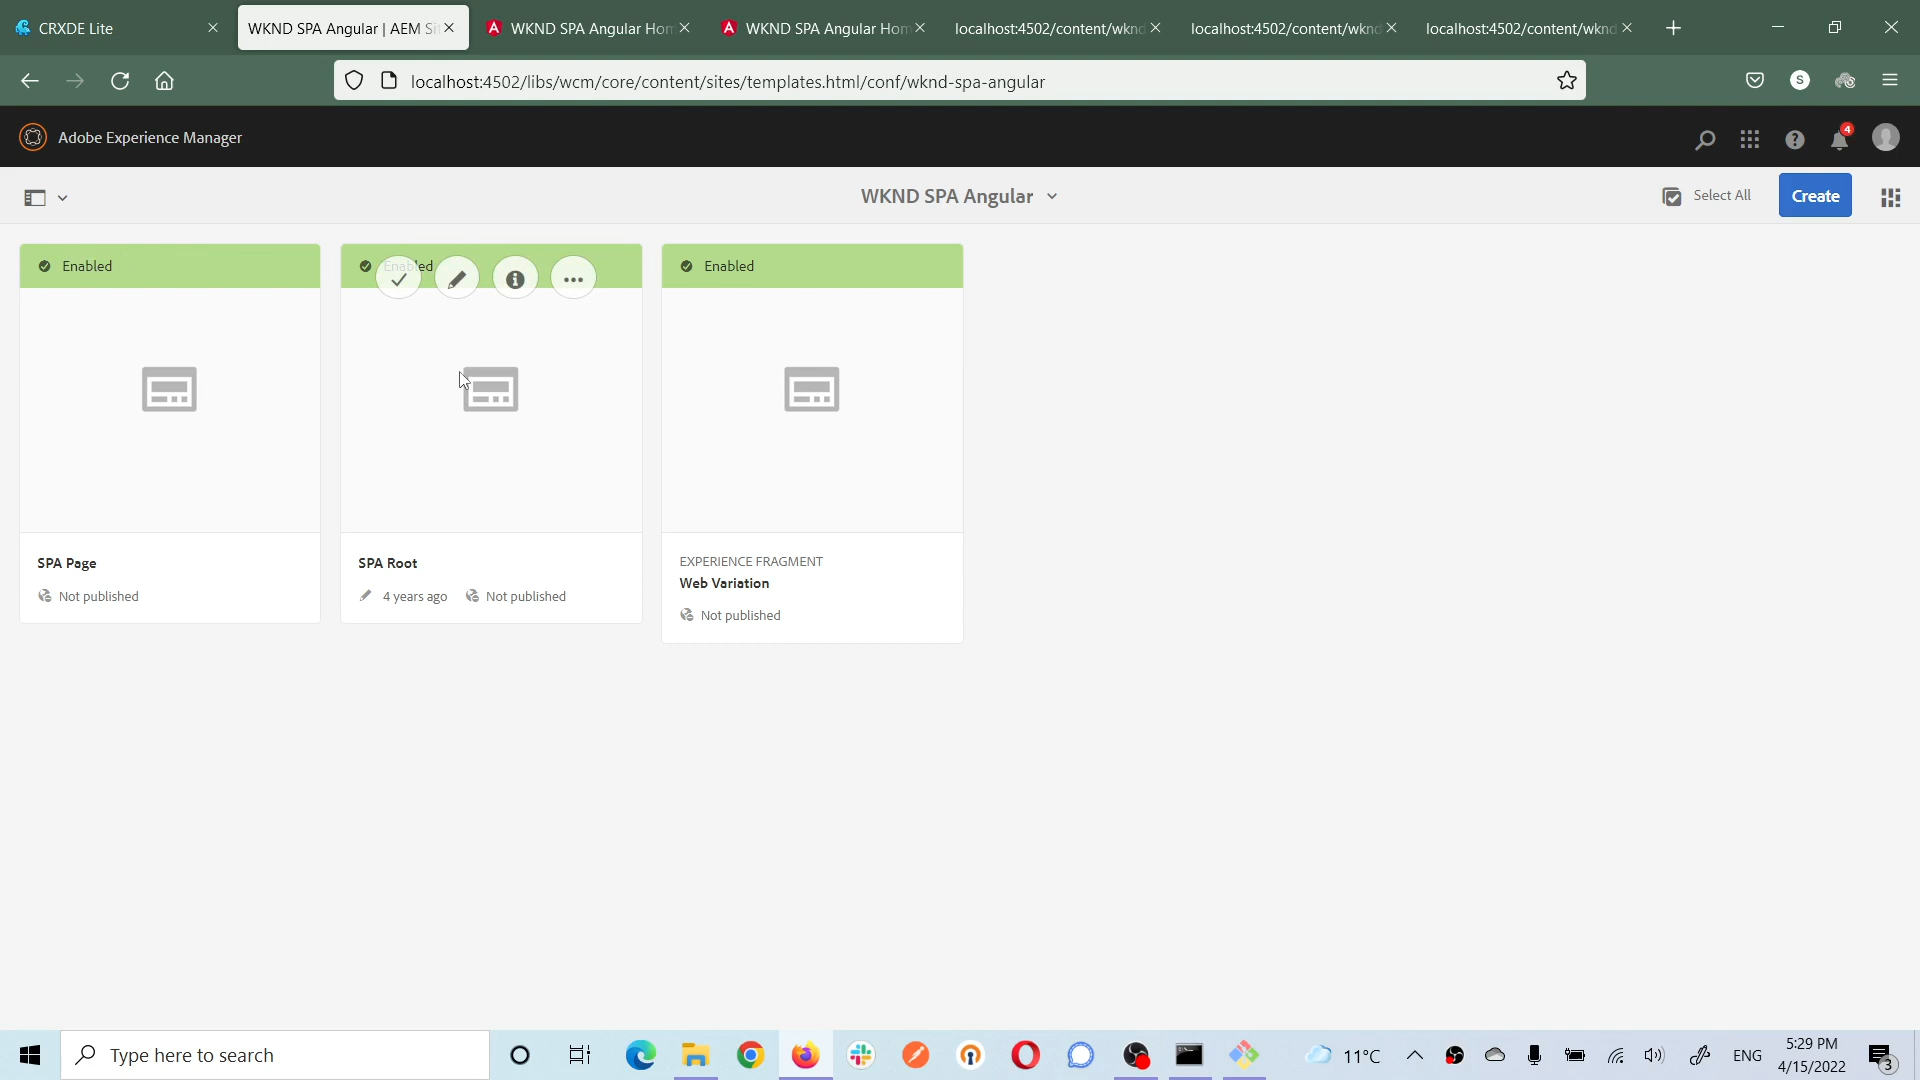 CRXDE Lite
WKND SPA Angular | AEM Si
WKND SPA Angular Hom
WKND SPA Angular Hom
localhost:4502/content/wknd
localhost:4502/content/wknd
localhost:4502/content/wknd
localhost:4502/libs/wcm/core/content/sites/templates.html/conf/wknd-spa-angular
S
Adobe Experience Manager
4
WKND SPA Angular
Select All
Create
Enabled
Enabled
Enabled
SPA Page
Not published
SPA Root
4 years ago
Not published
EXPERIENCE FRAGMENT
Web Variation
Not published
Type here to search
11°C
ENG
5:29 PM
4/15/2022
3